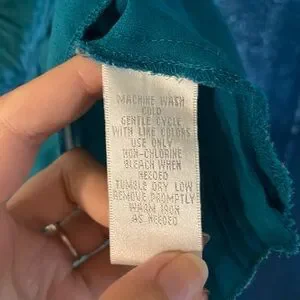 MACHINE WASH
COLD
GENTLE CYCLE
WITH LIKE COLORS
USE ONLY
NON-CHLORINE
BLEACH WHEN
NEEDED
TUMBLE DRY LOW
REMOVE PROMPTLY
WARM IRON
AS NEEDED